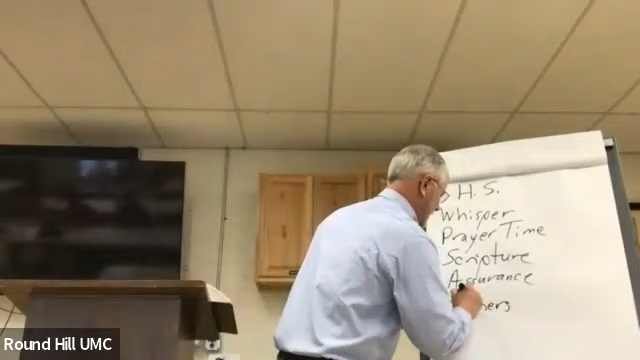 H. S.
Whisper
Prayer Time
Scripture
Assurance
Round Hill UMC